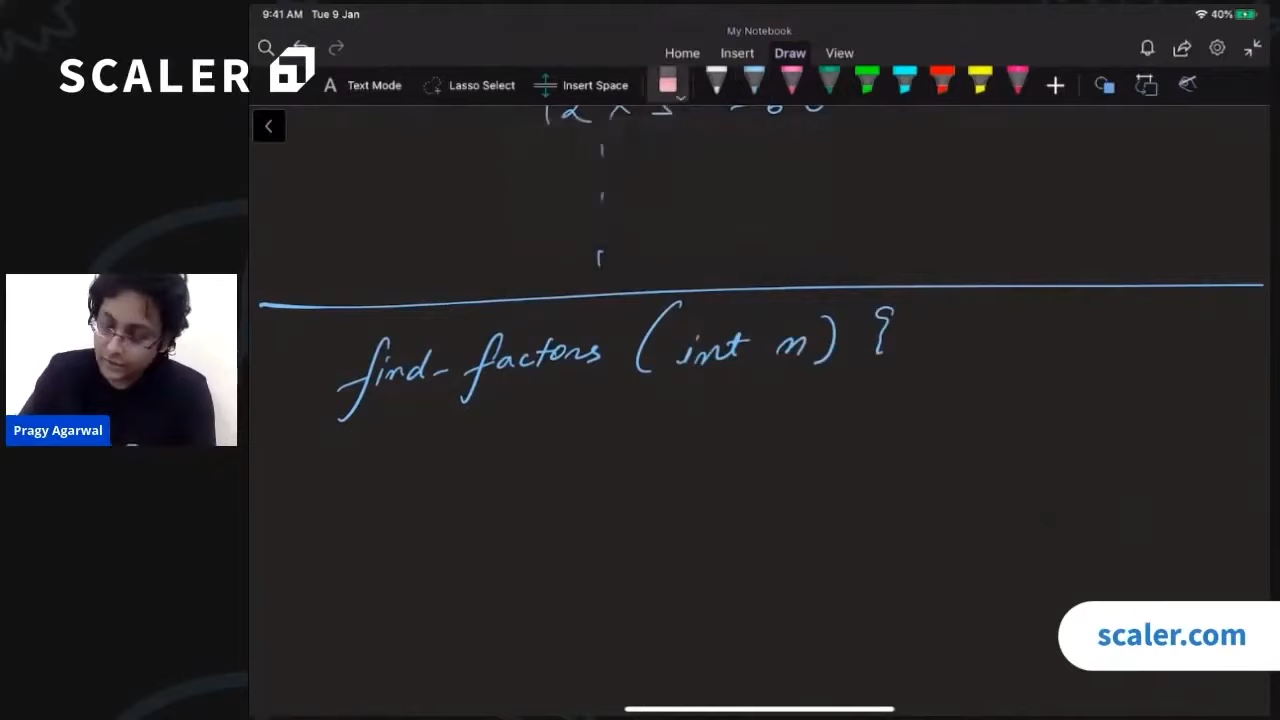 9:41 AM Tue 9 Jan
40%
My Notebook
Home Insert Draw View
SCALER
A Text Mode Lasso Select Insert Space
find-factors (int n) {
Pragy Agarwal
scaler.com